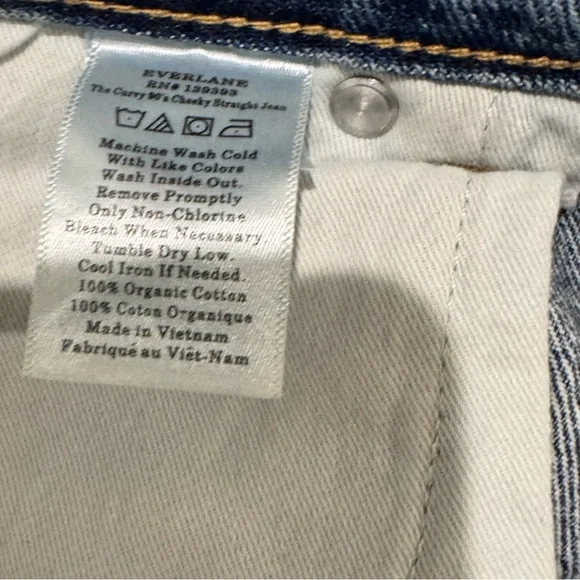 EVERLANE
RN# 139393
The Curvy 90's Cheeky Straight Jean
Machine Wash Cold
With Like Colors
Wash Inside Out.
Remove Promptly
Only Non-Chlorine
Bleach When Necessary.
Tumble Dry Low.
Cool Iron If Needed.
100% Organic Cotton
100% Coton Organique
Made in Vietnam
Fabriqué au Viêt-Nam